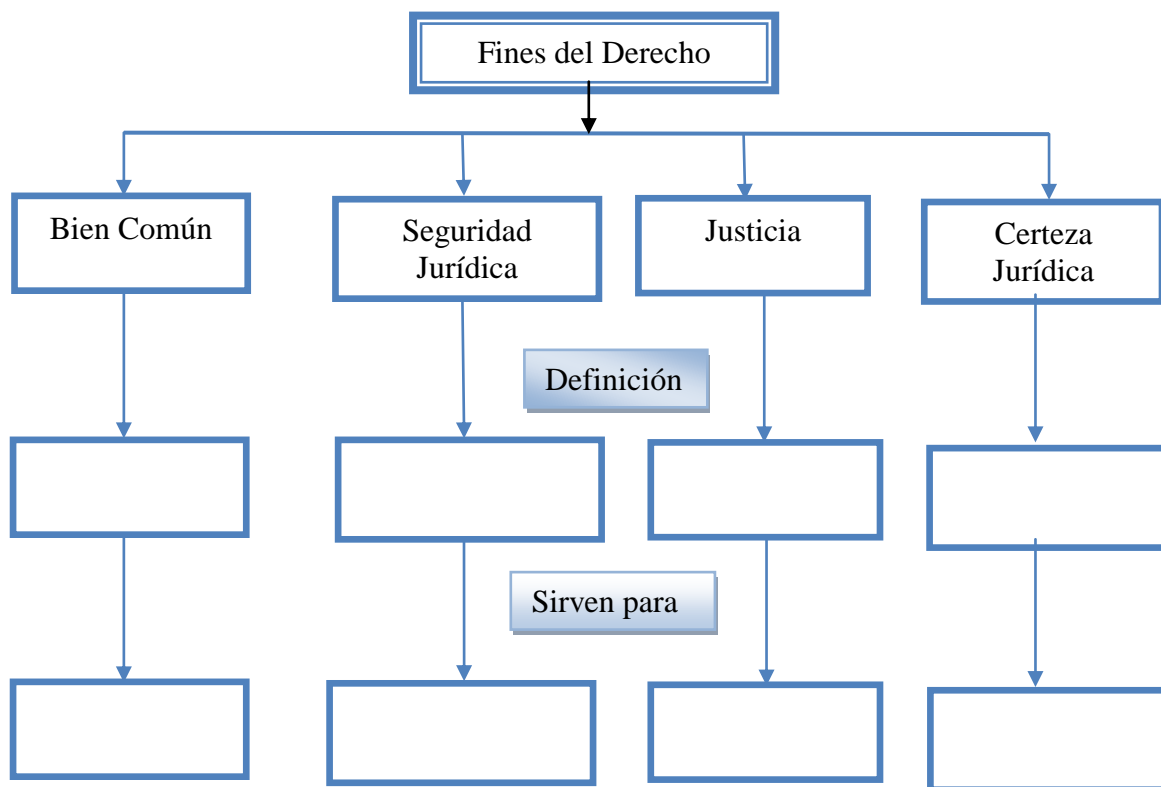 Fines del Derecho
Bien Común
Seguridad
Jurídica
Justicia
Certeza
Jurídica
Definición
Sirven para